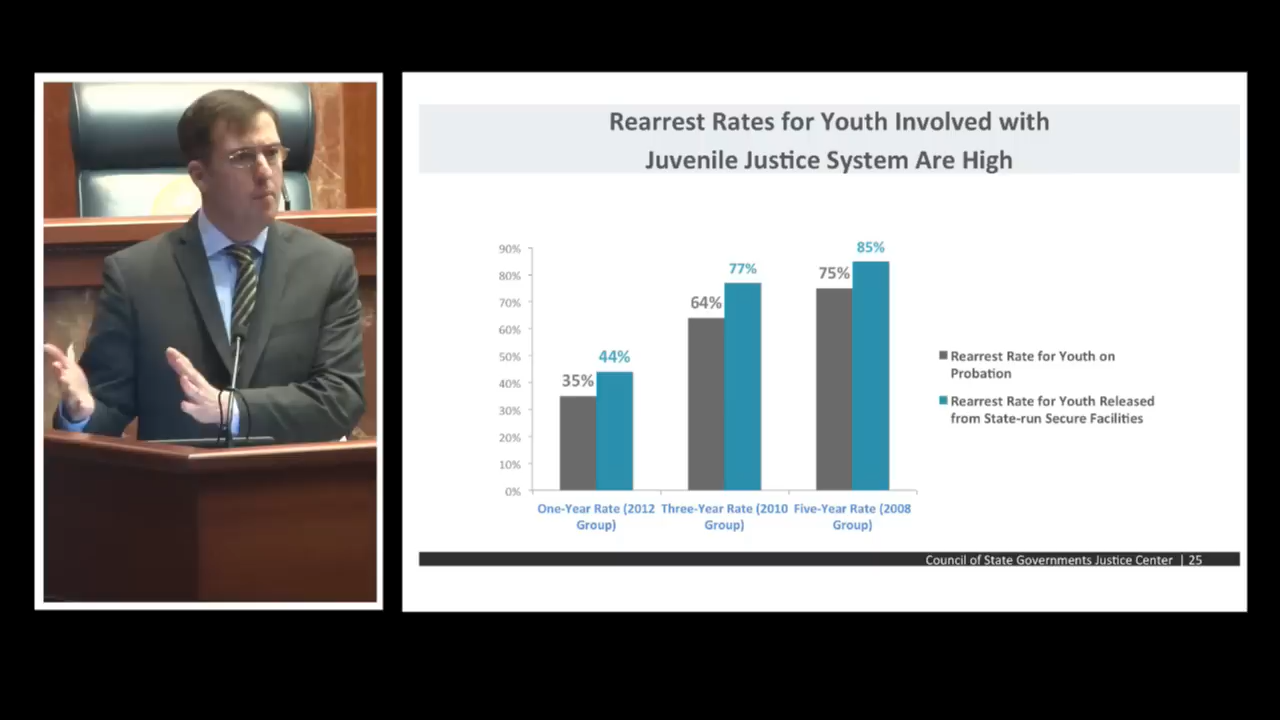 Rearrest Rates for Youth Involved with
Juvenile Justice System Are High
90%
80%
70%
60%
50%
40%
30%
20%
10%
0%
35%
44%
64%
77%
75%
85%
One-Year Rate (2012
Group)
Three-Year Rate (2010
Group)
Five-Year Rate (2008
Group)
Rearrest Rate for Youth on
Probation
Rearrest Rate for Youth Released
from State-run Secure Facilities
Council of State Governments Justice Center | 25